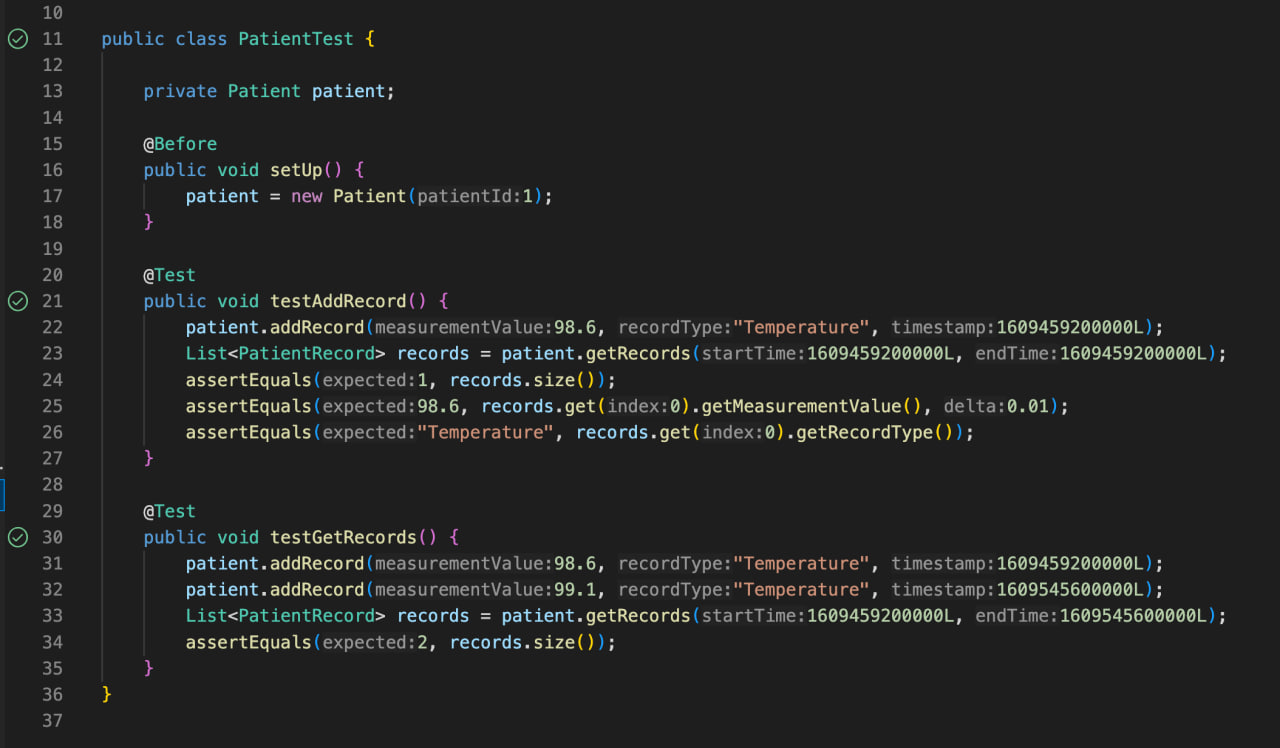 10
11 public class PatientTest {
12
13 private Patient patient;
14
15 @Before
16 public void setUp() {
17 patient = new Patient(patientId:1);
18 }
19
20 @Test
21 public void testAddRecord() {
22 patient.addRecord(measurementValue:98.6, recordType:"Temperature", timestamp:1609459200000L);
23 List<PatientRecord> records = patient.getRecords(startTime:1609459200000L, endTime:1609459200000L);
24 assertEquals(expected:1, records.size());
25 assertEquals(expected:98.6, records.get(index:0).getMeasurementValue(), delta:0.01);
26 assertEquals(expected:"Temperature", records.get(index:0).getRecordType());
27 }
28
29 @Test
30 public void testGetRecords() {
31 patient.addRecord(measurementValue:98.6, recordType:"Temperature", timestamp:1609459200000L);
32 patient.addRecord(measurementValue:99.1, recordType:"Temperature", timestamp:1609545600000L);
33 List<PatientRecord> records = patient.getRecords(startTime:1609459200000L, endTime:1609545600000L);
34 assertEquals(expected:2, records.size());
35 }
36 }
37